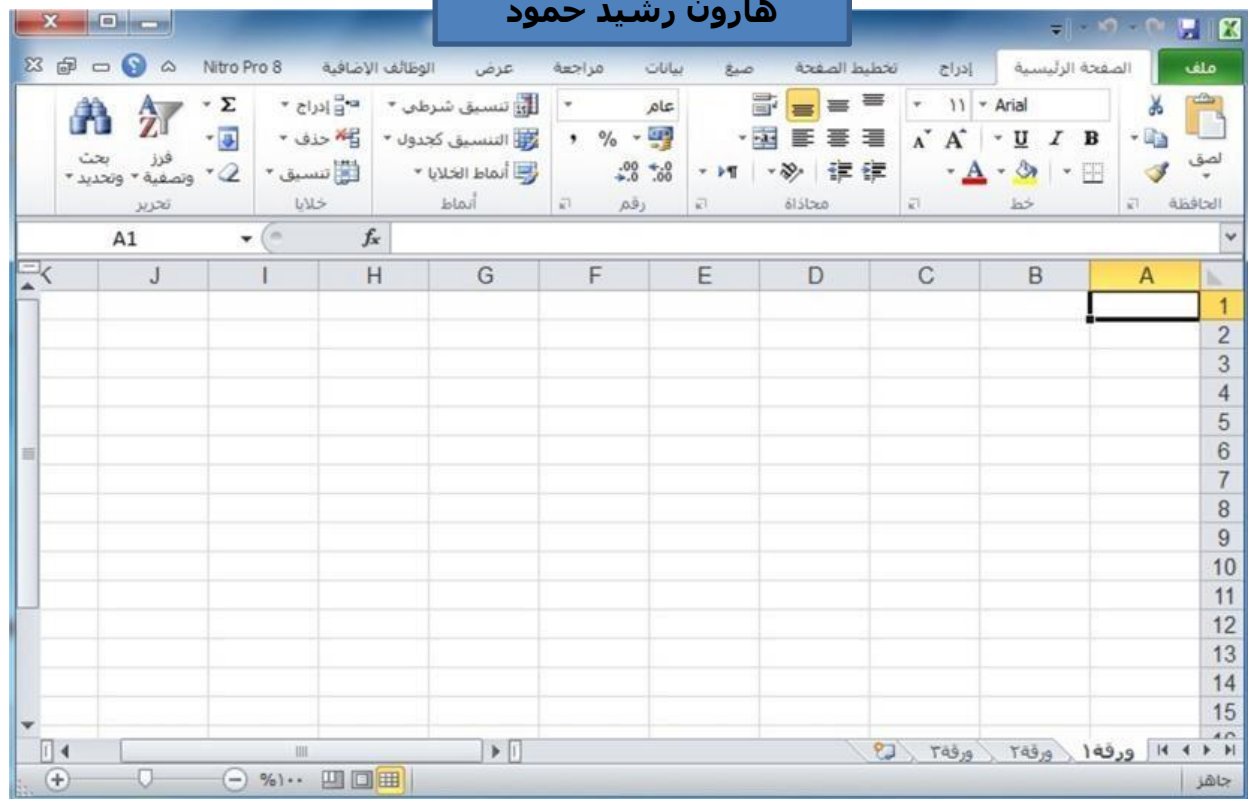 هارون رشيد حمود
ملف الصفحة الرئيسية إدراج تخطيط الصفحة صيغ بيانات مراجعة عرض الوظائف الإضافية Nitro Pro 8
Arial ١١ عام تنسيق شرطي إدراج Σ
B I U % , التنسيق كجدول حذف
لصق A أنماط الخلايا تنسيق فرز وتصفية بحث وتحديد
الحافظة خط محاذاة رقم أنماط خلايا تحرير
A1 fx
A B C D E F G H I J K
1
2
3
4
5
6
7
8
9
10
11
12
13
14
15
ورقة١ ورقة٢ ورقة٣
جاهز %١٠٠